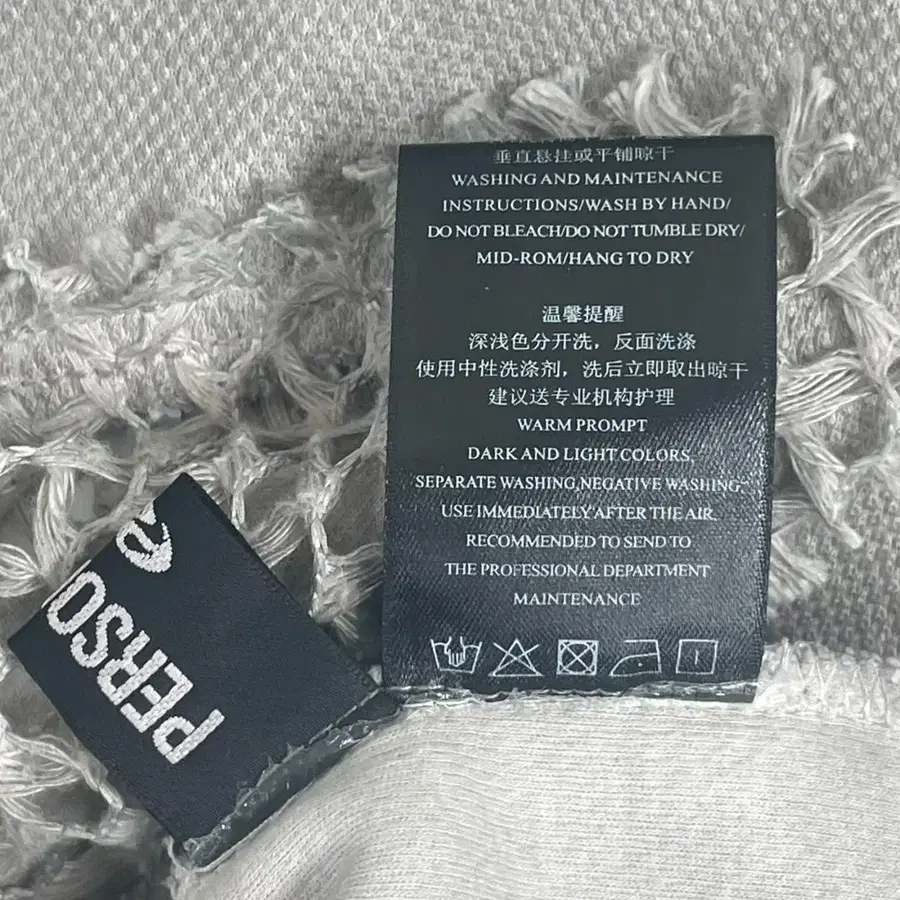 垂直悬挂或平铺晾干
WASHING AND MAINTENANCE
INSTRUCTIONS/WASH BY HAND/
DO NOT BLEACH/DO NOT TUMBLE DRY/
MID-ROM/HANG TO DRY
温馨提醒
深浅色分开洗，反面洗涤
使用中性洗涤剂，洗后立即取出晾干
建议送专业机构护理
WARM PROMPT
DARK AND LIGHT COLORS,
SEPARATE WASHING,NEGATIVE WASHING,
USE IMMEDIATELY AFTER THE AIR,
RECOMMENDED TO SEND TO
THE PROFESSIONAL DEPARTMENT
MAINTENANCE
PERSO